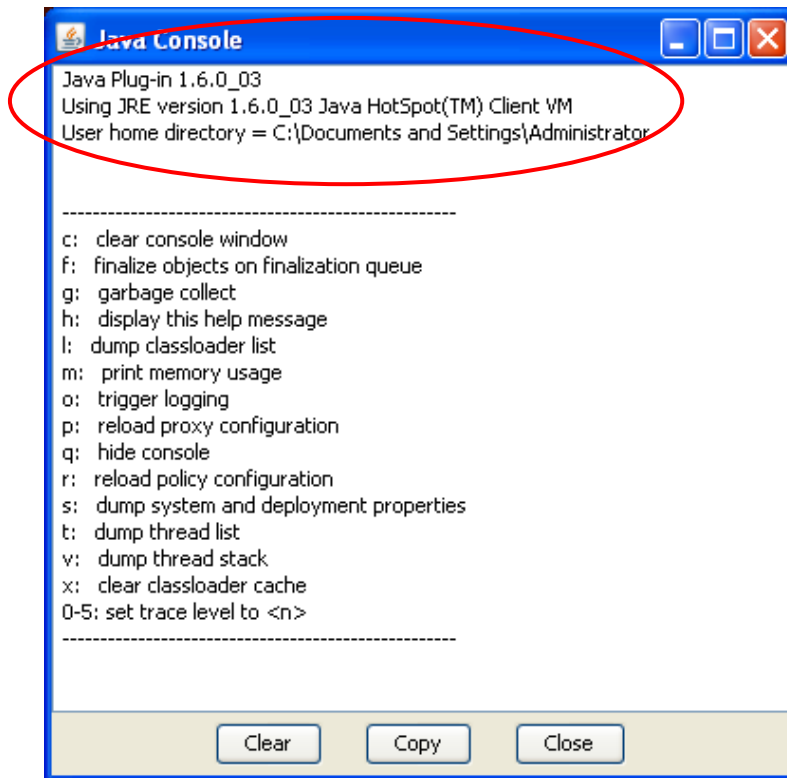 Java Console
Java Plug-in 1.6.0_03
Using JRE version 1.6.0_03 Java HotSpot(TM) Client VM
User home directory = C:\Documents and Settings\Administrator
----------------------------------------------------
c: clear console window
f: finalize objects on finalization queue
g: garbage collect
h: display this help message
l: dump classloader list
m: print memory usage
o: trigger logging
p: reload proxy configuration
q: hide console
r: reload policy configuration
s: dump system and deployment properties
t: dump thread list
v: dump thread stack
x: clear classloader cache
0-5: set trace level to <n>
----------------------------------------------------
Clear Copy Close